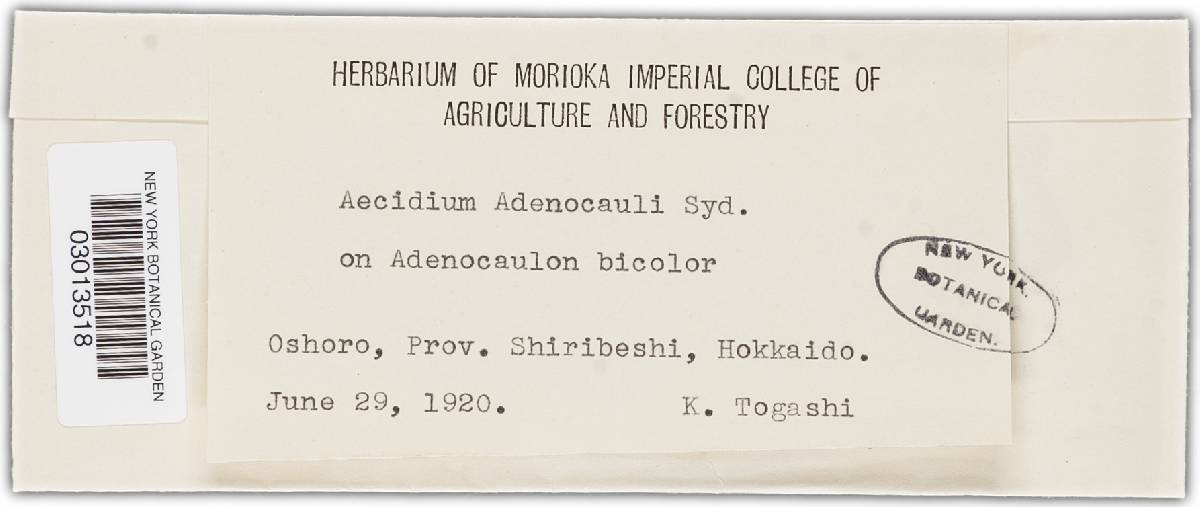 HERBARIUM OF MORIOKA IMPERIAL COLLEGE OF
AGRICULTURE AND FORESTRY
Aecidium Adenocauli Syd.
on Adenocaulon bicolor
Oshoro, Prov. Shiribeshi, Hokkaido.
June 29, 1920. K. Togashi
NEW YORK BOTANICAL GARDEN
03013518
NEW YORK
BOTANICAL
GARDEN.